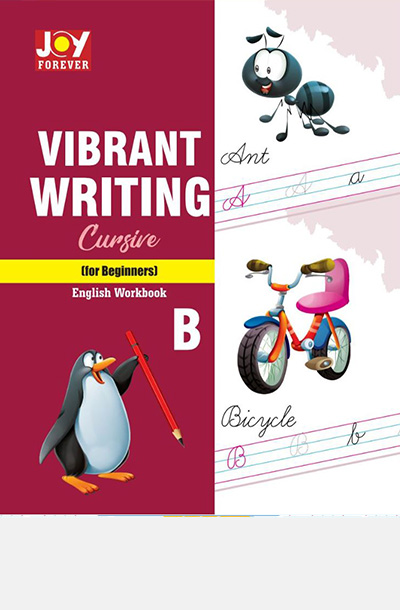 JOY
FOREVER
VIBRANT
WRITING
Cursive
(for Beginners)
English Workbook
B
Ant
A A a
Bicycle
B B b